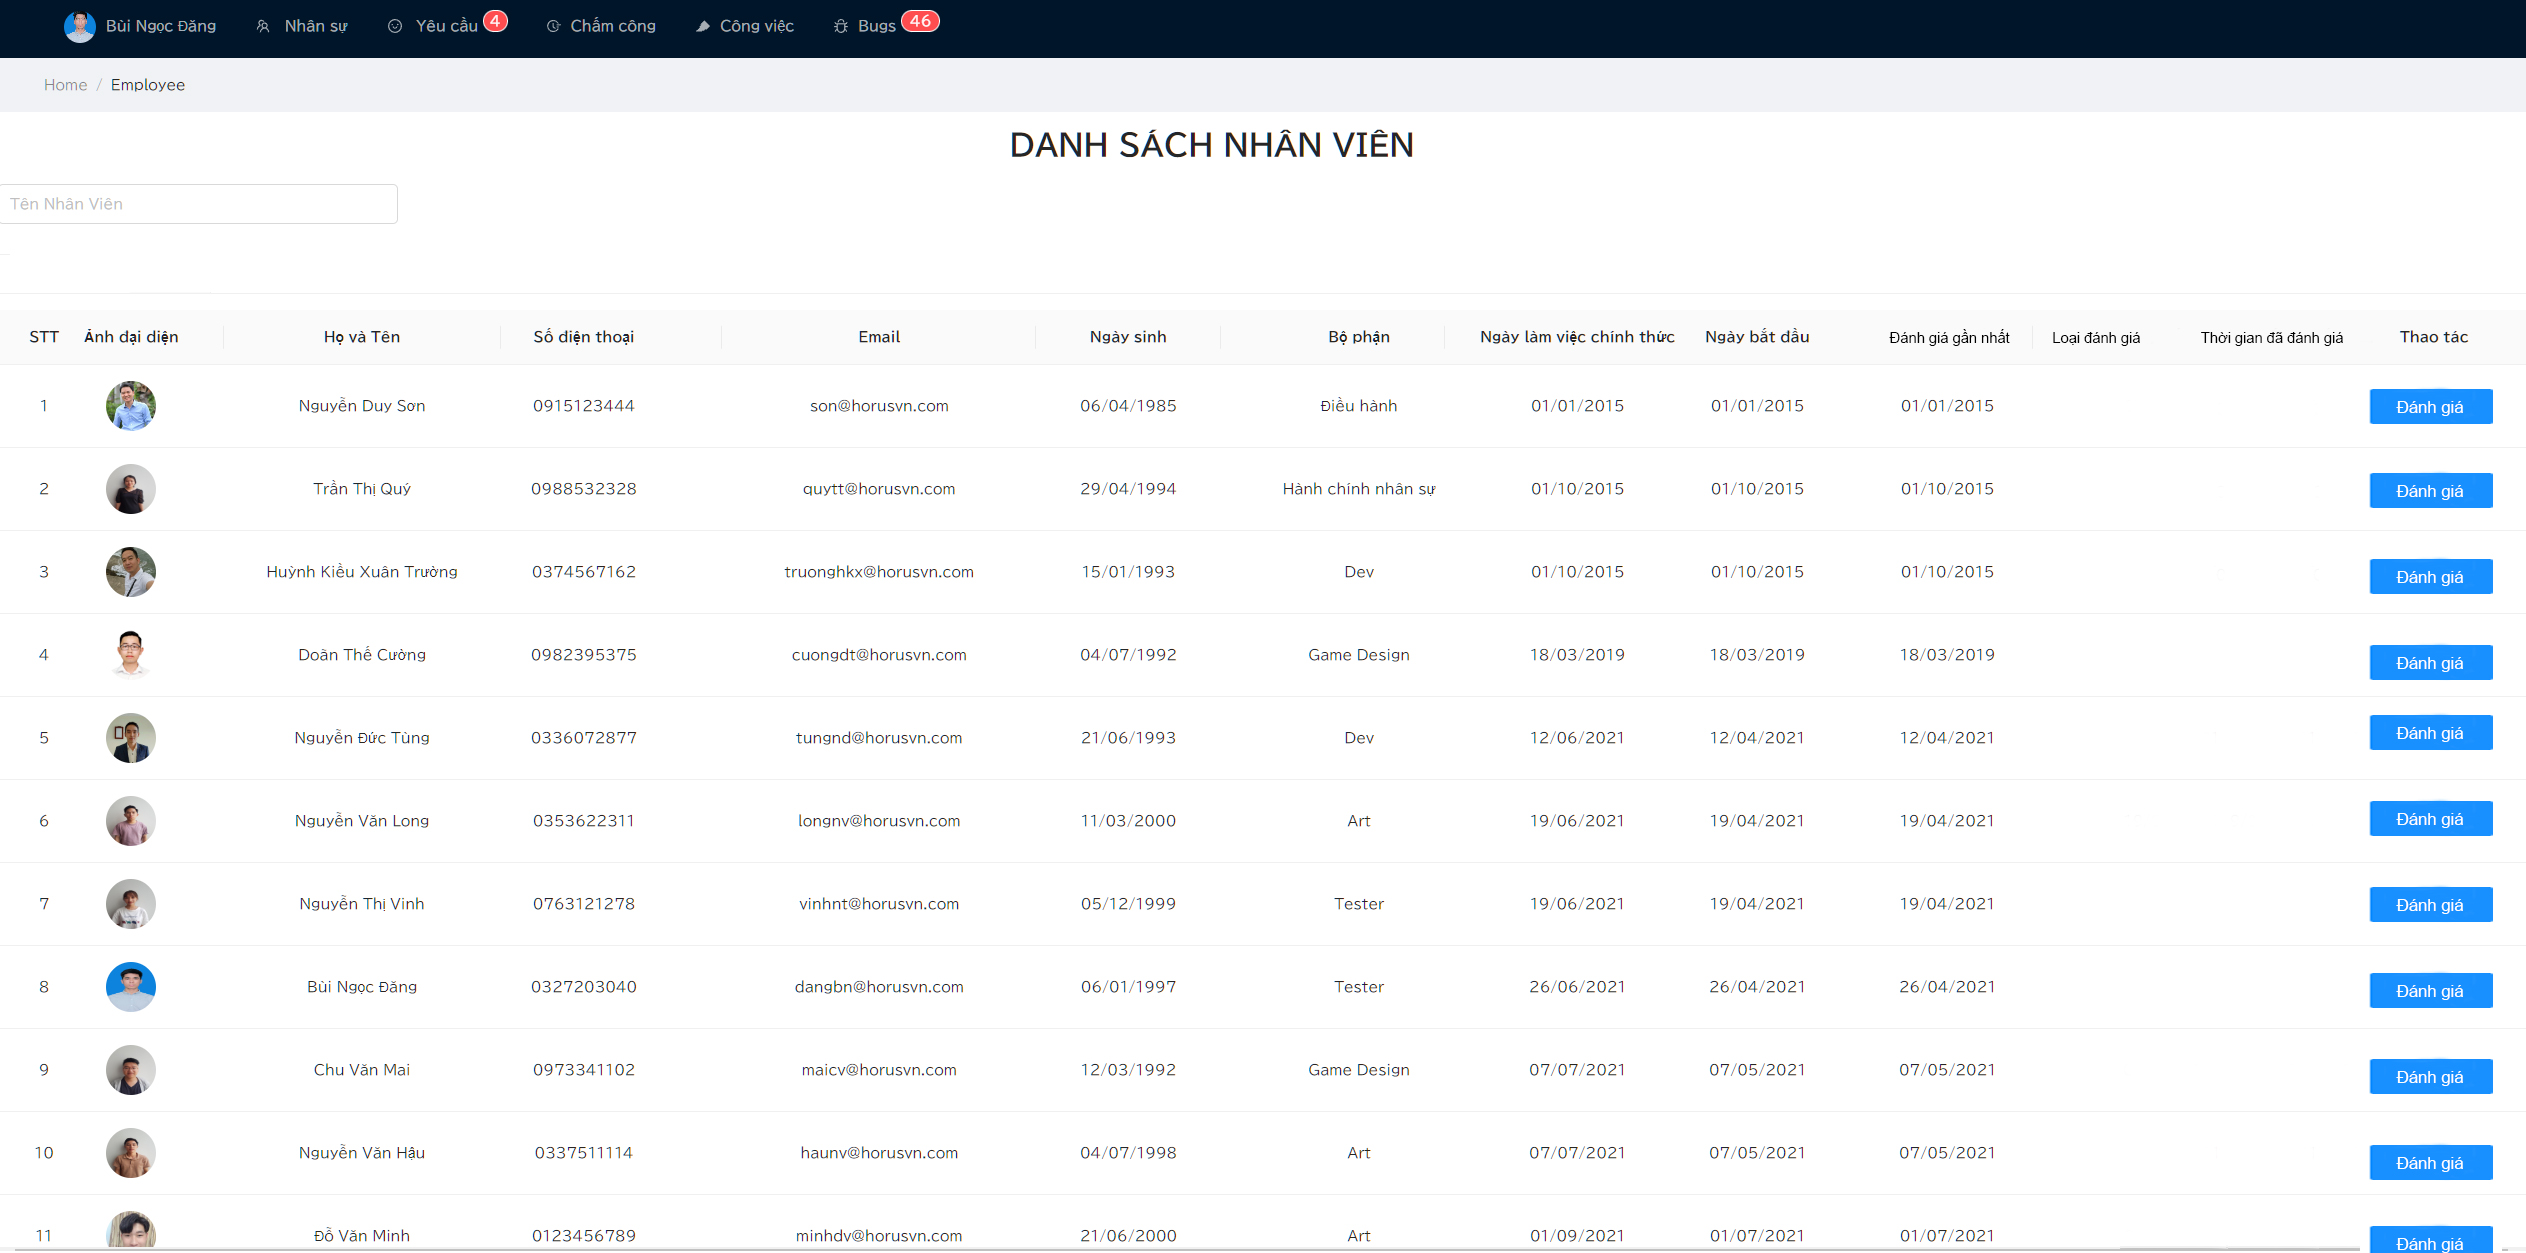 Bùi Ngọc Đăng Nhân sự Yêu cầu 4 Chấm công Công việc Bugs 46
Home / Employee
DANH SÁCH NHÂN VIÊN
Tên Nhân Viên
STT Ảnh đại diện Họ và Tên Số điện thoại Email Ngày sinh Bộ phận Ngày làm việc chính thức Ngày bắt đầu Đánh giá gần nhất Loại đánh giá Thời gian đã đánh giá Thao tác
1 Nguyễn Duy Sơn 0915123444 son@horusvn.com 06/04/1985 Điều hành 01/01/2015 01/01/2015 01/01/2015 Đánh giá
2 Trần Thị Quý 0988532328 quytt@horusvn.com 29/04/1994 Hành chính nhân sự 01/10/2015 01/10/2015 01/10/2015 Đánh giá
3 Huỳnh Kiều Xuân Trường 0374567162 truonghkx@horusvn.com 15/01/1993 Dev 01/10/2015 01/10/2015 01/10/2015 Đánh giá
4 Doãn Thế Cường 0982395375 cuongdt@horusvn.com 04/07/1992 Game Design 18/03/2019 18/03/2019 18/03/2019 Đánh giá
5 Nguyễn Đức Tùng 0336072877 tungnd@horusvn.com 21/06/1993 Dev 12/06/2021 12/04/2021 12/04/2021 Đánh giá
6 Nguyễn Văn Long 0353622311 longnv@horusvn.com 11/03/2000 Art 19/06/2021 19/04/2021 19/04/2021 Đánh giá
7 Nguyễn Thị Vinh 0763121278 vinhnt@horusvn.com 05/12/1999 Tester 19/06/2021 19/04/2021 19/04/2021 Đánh giá
8 Bùi Ngọc Đăng 0327203040 dangbn@horusvn.com 06/01/1997 Tester 26/06/2021 26/04/2021 26/04/2021 Đánh giá
9 Chu Văn Mai 0973341102 maicv@horusvn.com 12/03/1992 Game Design 07/07/2021 07/05/2021 07/05/2021 Đánh giá
10 Nguyễn Văn Hậu 0337511114 haunv@horusvn.com 04/07/1998 Art 07/07/2021 07/05/2021 07/05/2021 Đánh giá
11 Đỗ Văn Minh 0123456789 minhdv@horusvn.com 21/06/2000 Art 01/09/2021 01/07/2021 01/07/2021 Đánh giá